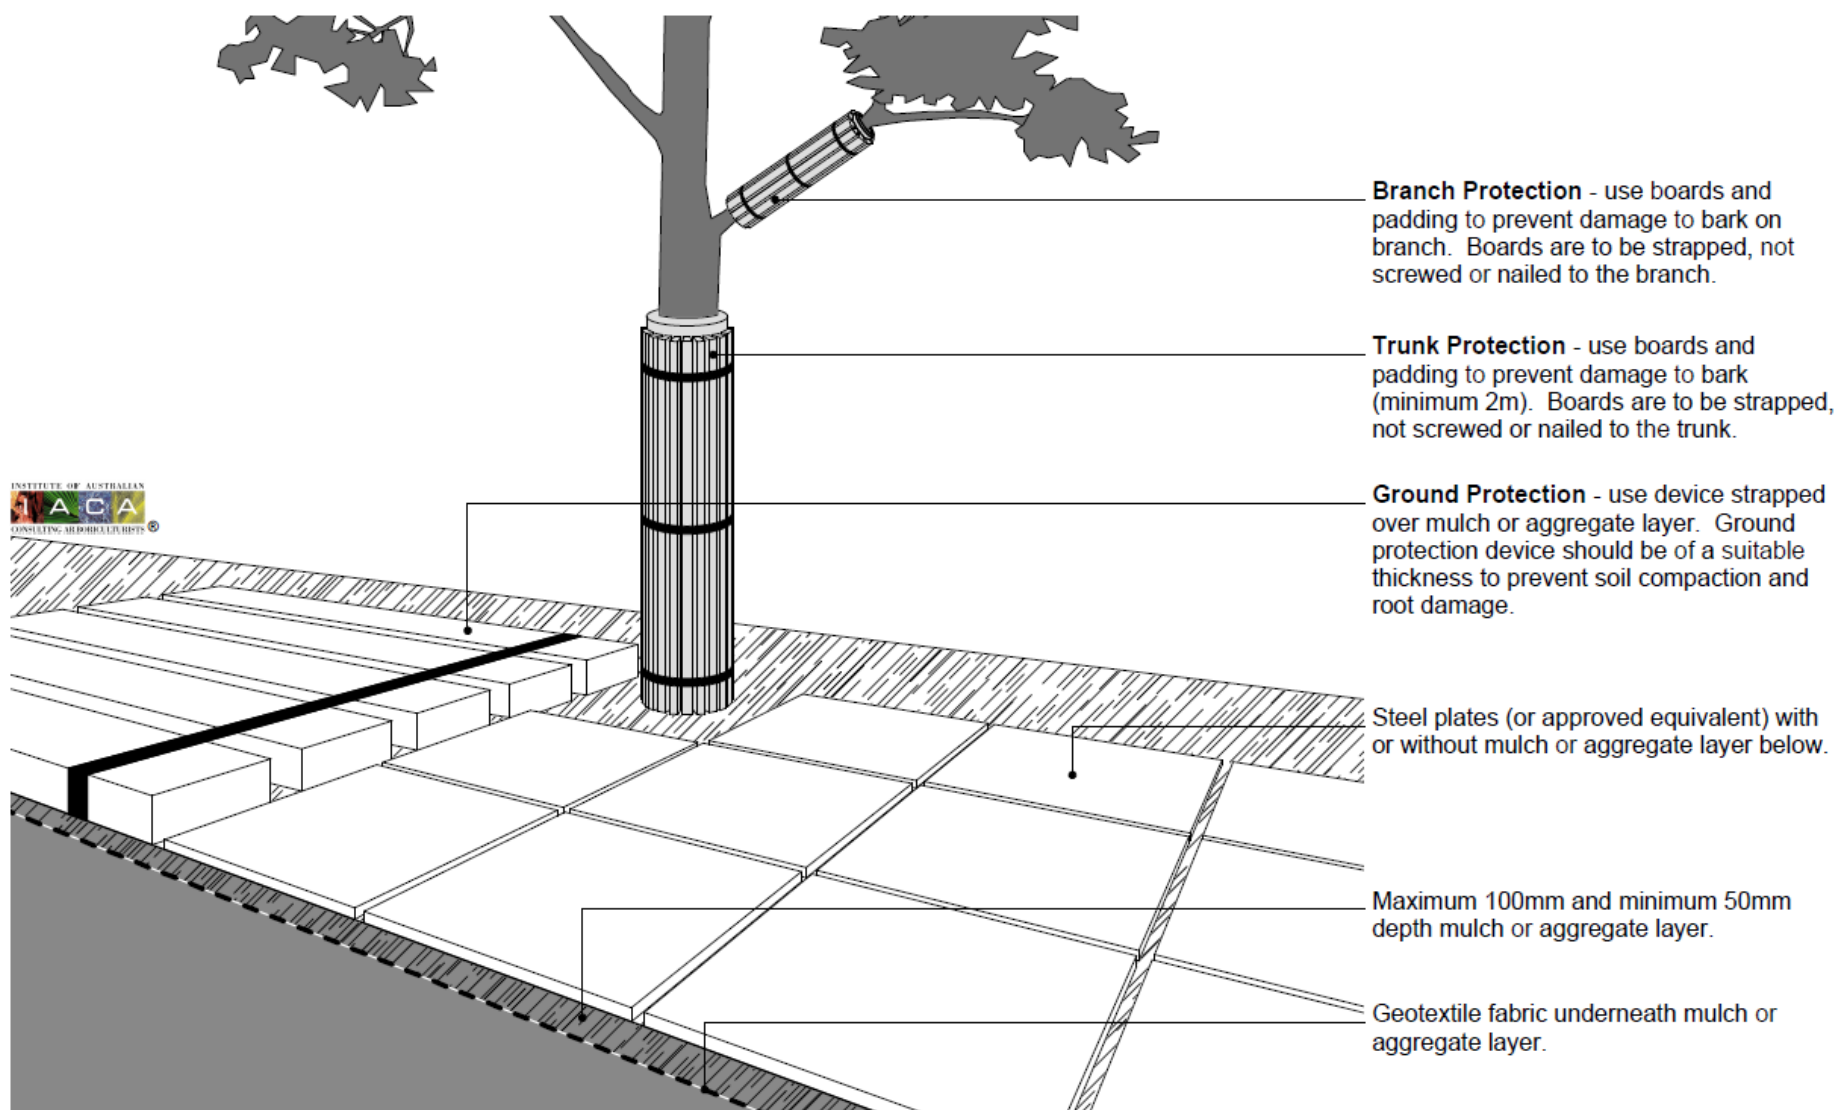 Branch Protection - use boards and
padding to prevent damage to bark on
branch. Boards are to be strapped, not
screwed or nailed to the branch.
Trunk Protection - use boards and
padding to prevent damage to bark
(minimum 2m). Boards are to be strapped,
not screwed or nailed to the trunk.
INSTITUTE OF AUSTRALIAN
IACA
CONSULTING ARBORICULTURISTS ®
Ground Protection - use device strapped
over mulch or aggregate layer. Ground
protection device should be of a suitable
thickness to prevent soil compaction and
root damage.
Steel plates (or approved equivalent) with
or without mulch or aggregate layer below.
Maximum 100mm and minimum 50mm
depth mulch or aggregate layer.
Geotextile fabric underneath mulch or
aggregate layer.